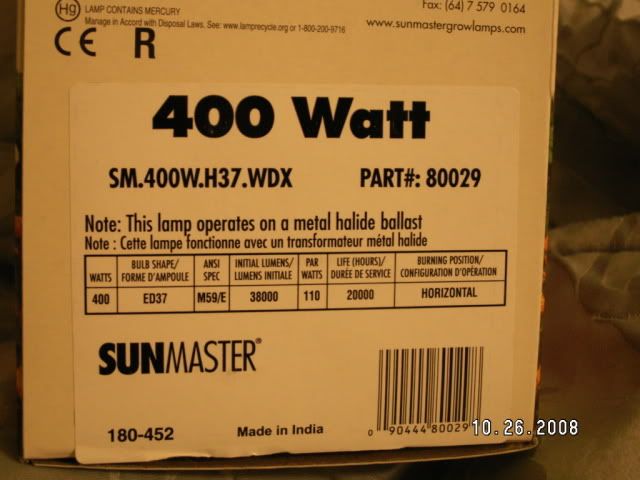 Hg LAMP CONTAINS MERCURY
Manage in Accord with Disposal Laws. See: www.lamprecycle.org or 1-800-200-9716
Fax: (64) 7 579 0164
www.sunmastergrowlamps.com
CE R
400 Watt
SM.400W.H37.WDX PART#: 80029
Note: This lamp operates on a metal halide ballast
Note : Cette lampe fonctionne avec un transformateur métal halide
WATTS BULB SHAPE/ FORME D'AMPOULE ANSI SPEC INITIAL LUMENS/ LUMENS INITIALE PAR WATTS LIFE (HOURS)/ DURÉE DE SERVICE BURNING POSITION/ CONFIGURATION D'OPÉRATION
400 ED37 M59/E 38000 110 20000 HORIZONTAL
SUNMASTER®
180-452 Made in India
0 90444 80029
10.26.2008